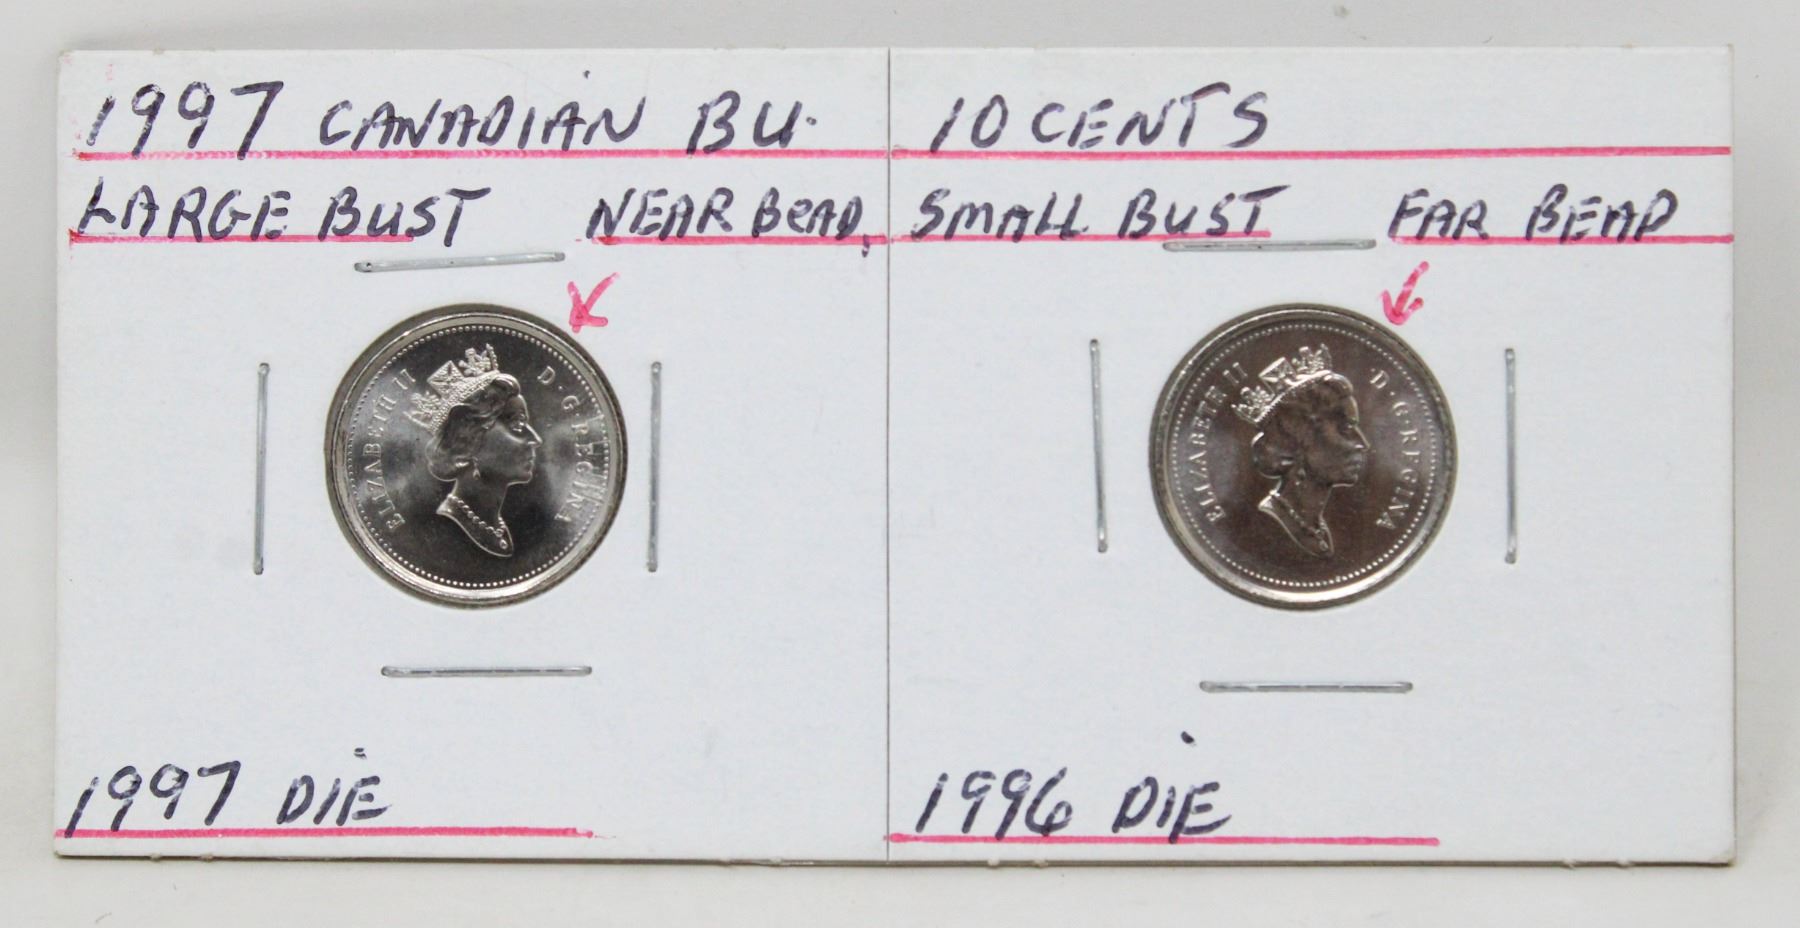 1997 CANADIAN BU. 10 CENTS
LARGE BUST NEAR BEAD, SMALL BUST FAR BEAD
ELIZABETH II D·G·REGINA
ELIZABETH II ·D·G·REGINA
1997 DIE 1996 DIE